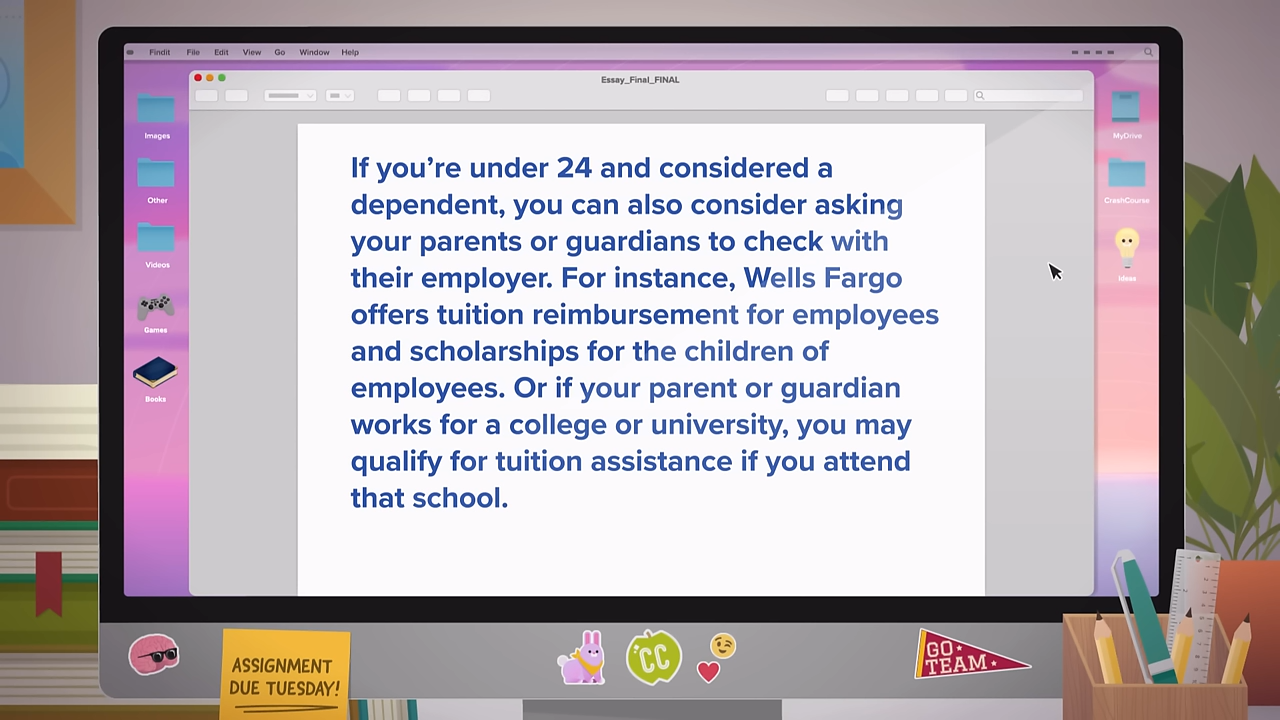 Findit File Edit View Go Window Help
Essay_Final_FINAL
Images
Other
Videos
Games
Books
MyDrive
CrashCourse
Ideas
If you’re under 24 and considered a
dependent, you can also consider asking
your parents or guardians to check with
their employer. For instance, Wells Fargo
offers tuition reimbursement for employees
and scholarships for the children of
employees. Or if your parent or guardian
works for a college or university, you may
qualify for tuition assistance if you attend
that school.
ASSIGNMENT
DUE TUESDAY!
CC
GO
TEAM